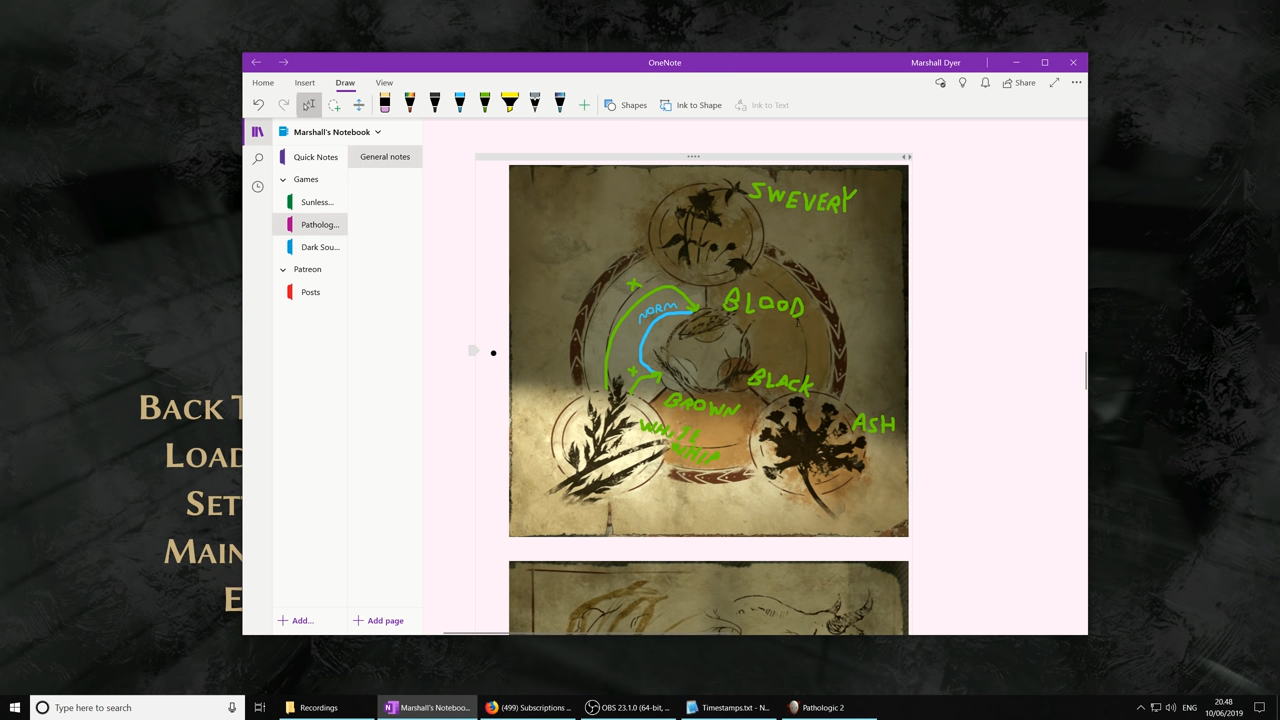 OneNote
Marshall Dyer
Home
Insert
Draw
View
Share
Shapes
Ink to Shape
Ink to Text
Marshall's Notebook
Quick Notes
General notes
Games
Sunless...
Patholog...
Dark Sou...
Patreon
Posts
SWEVERY
NORM
BLOOD
BLACK
BROWN
ASH
WHITE
WHIP
BACK T
LOAD
SET
MAIN
E
Add...
Add page
Type here to search
Recordings
Marshall's Noteboo...
(499) Subscriptions ...
OBS 23.1.0 (64-bit, ...
Timestamps.txt - N...
Pathologic 2
ENG
20.48
10/06/2019